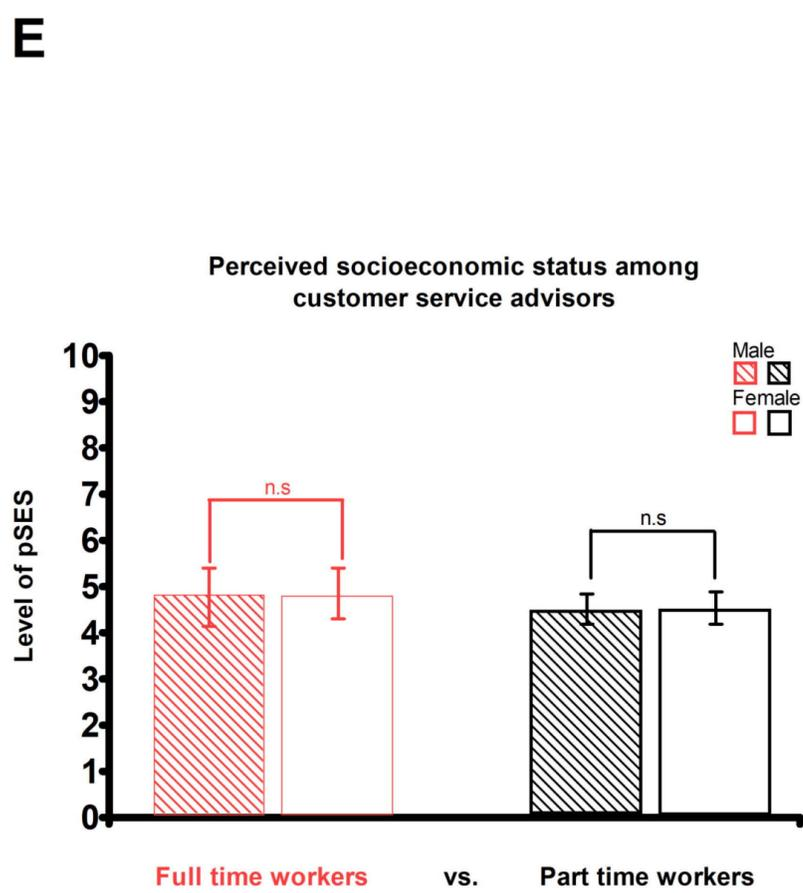 E
Perceived socioeconomic status among
customer service advisors
Male
Female
10
9
8
7
6
5
4
3
2
1
0
Level of pSES
n.s
n.s
Full time workers vs. Part time workers